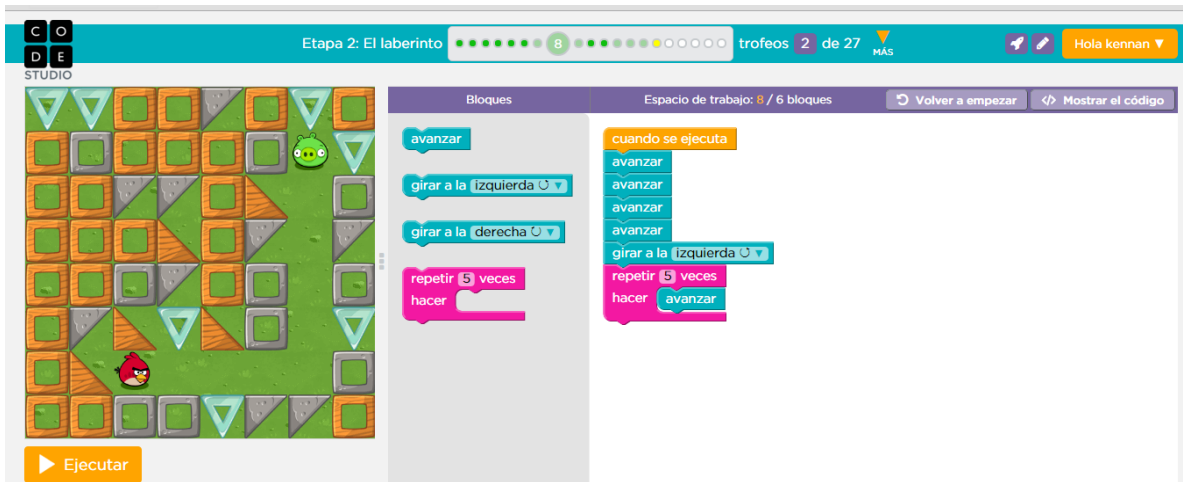 C O
D E
STUDIO
Etapa 2: El laberinto
8
trofeos 2 de 27
MÁS
Hola kennan ▼
Bloques
Espacio de trabajo: 8 / 6 bloques
Volver a empezar
</> Mostrar el código
avanzar
girar a la izquierda ↺ ▼
girar a la derecha ↻ ▼
repetir 5 veces
hacer
cuando se ejecuta
avanzar
avanzar
avanzar
avanzar
girar a la izquierda ↺ ▼
repetir 5 veces
hacer avanzar
Ejecutar